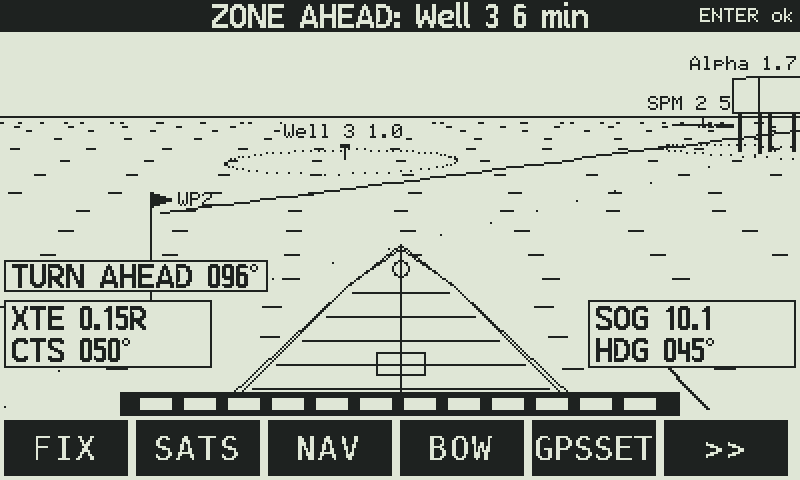 ZONE AHEAD: Well 3 6 min
ENTER ok
Alpha 1.7
SPM 2 5
Well 3 1.0
WP2
TURN AHEAD 096°
XTE 0.15R
CTS 050°
SOG 10.1
HDG 045°
FIX
SATS
NAV
BOW
GPSSET
>>